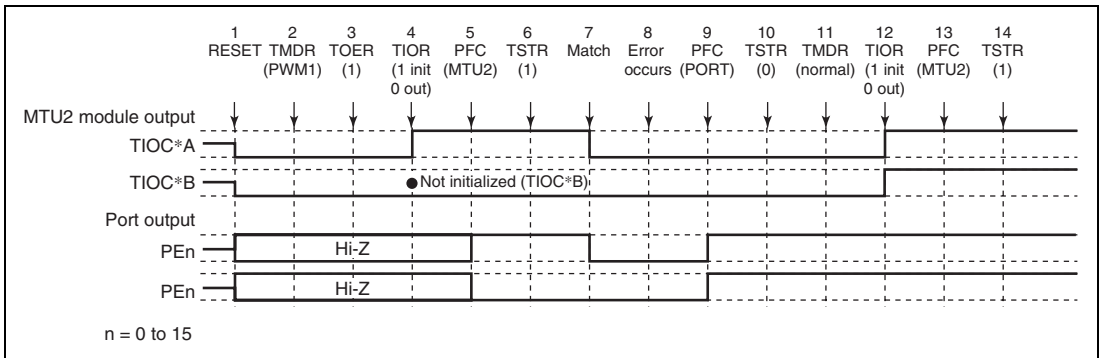 1 2 3 4 5 6 7 8 9 10 11 12 13 14
RESET TMDR TOER TIOR PFC TSTR Match Error PFC TSTR TMDR TIOR PFC TSTR
(PWM1) (1) (1 init (MTU2) (1) occurs (PORT) (0) (normal) (1 init (MTU2) (1)
0 out) 0 out)
MTU2 module output
TIOC*A
TIOC*B Not initialized (TIOC*B)
Port output
PEn Hi-Z
PEn Hi-Z
n = 0 to 15